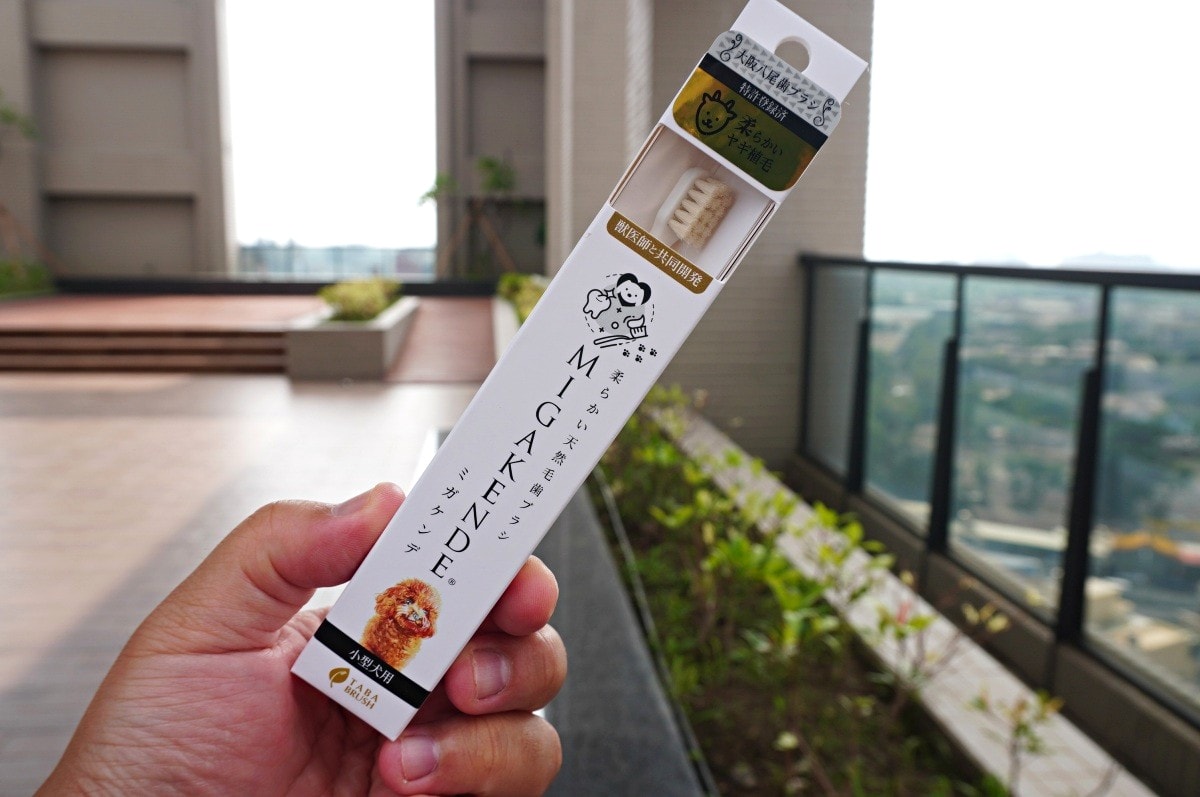 大阪八尾歯ブラシ
特許登録済
柔らかい
ヤギ植毛
獣医師と共同開発
柔らかい天然毛歯ブラシ
MIGAKENDE®
ミガケンデ
小型犬用
TABA
BRUSH